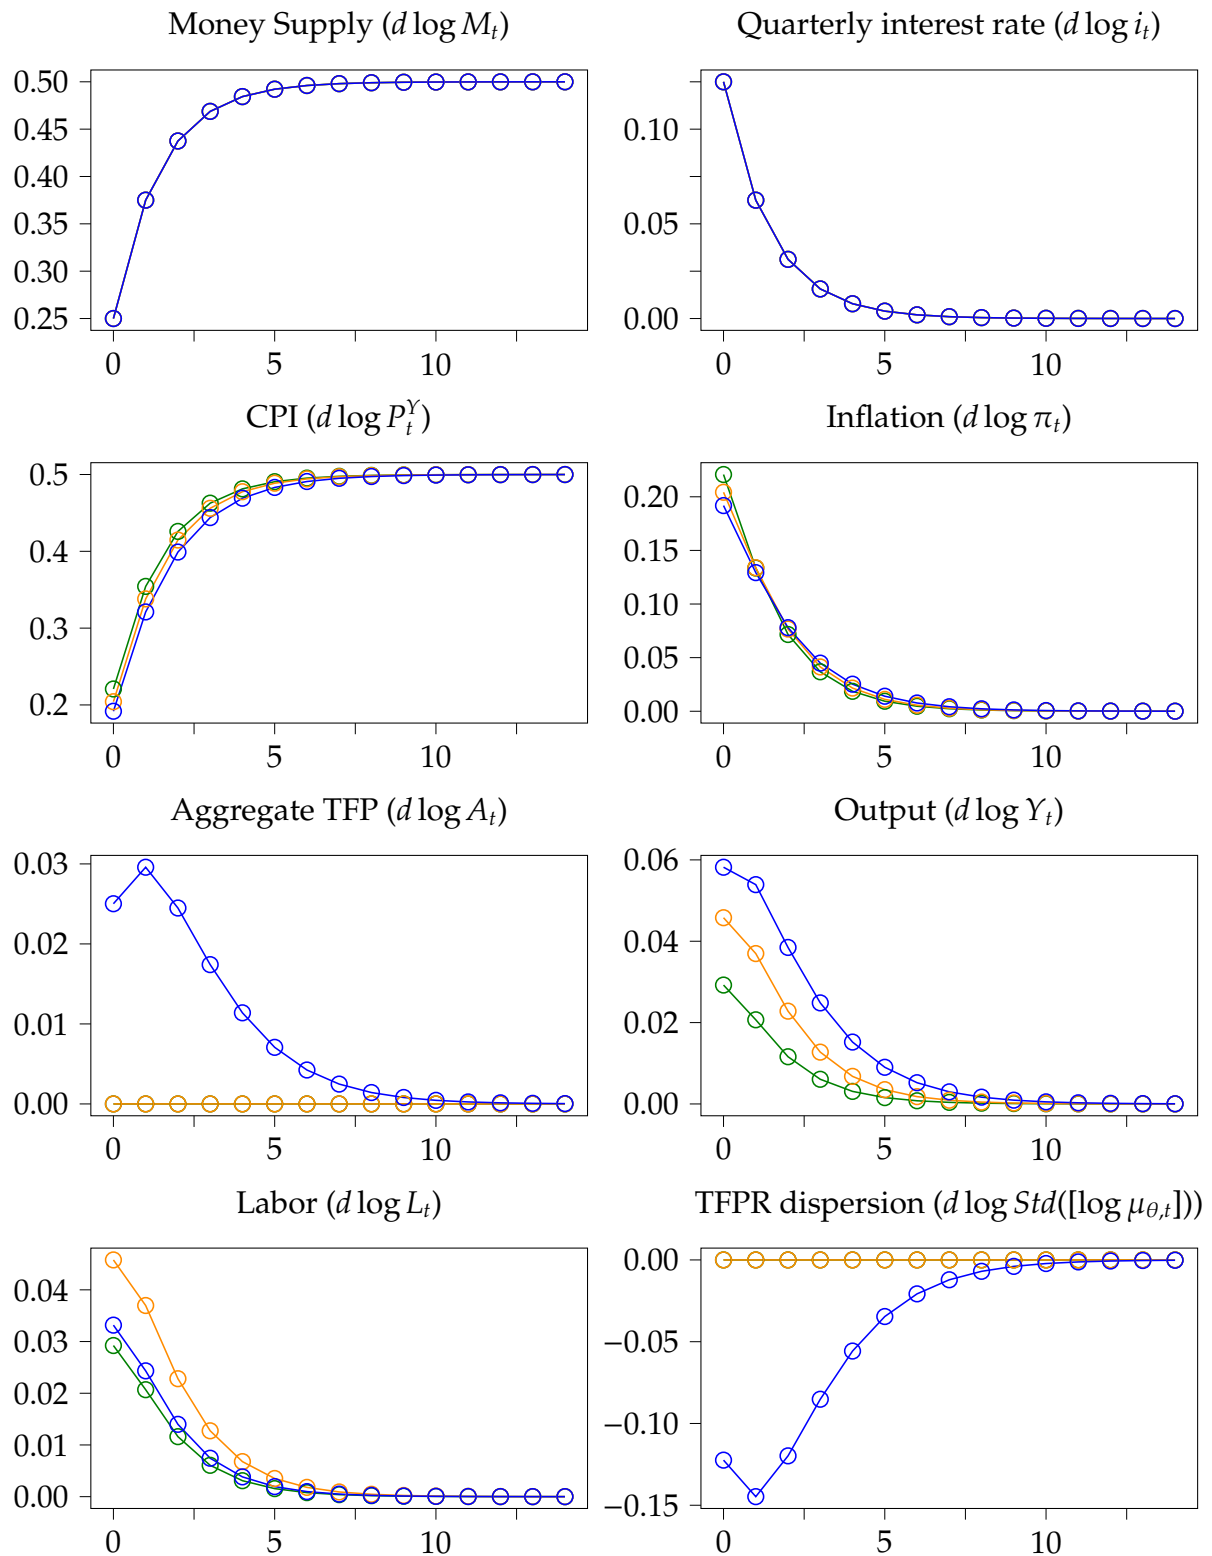 Money Supply (d log M_t)
0.50
0.45
0.40
0.35
0.30
0.25
0 5 10
Quarterly interest rate (d log i_t)
0.10
0.05
0.00
0 5 10
CPI (d log P_t^Y)
0.5
0.4
0.3
0.2
0 5 10
Inflation (d log π_t)
0.20
0.15
0.10
0.05
0.00
0 5 10
Aggregate TFP (d log A_t)
0.03
0.02
0.01
0.00
0 5 10
Output (d log Y_t)
0.06
0.04
0.02
0.00
0 5 10
Labor (d log L_t)
0.04
0.03
0.02
0.01
0.00
0 5 10
TFPR dispersion (d log Std([log μ_{θ,t}]))
0.00
−0.05
−0.10
−0.15
0 5 10